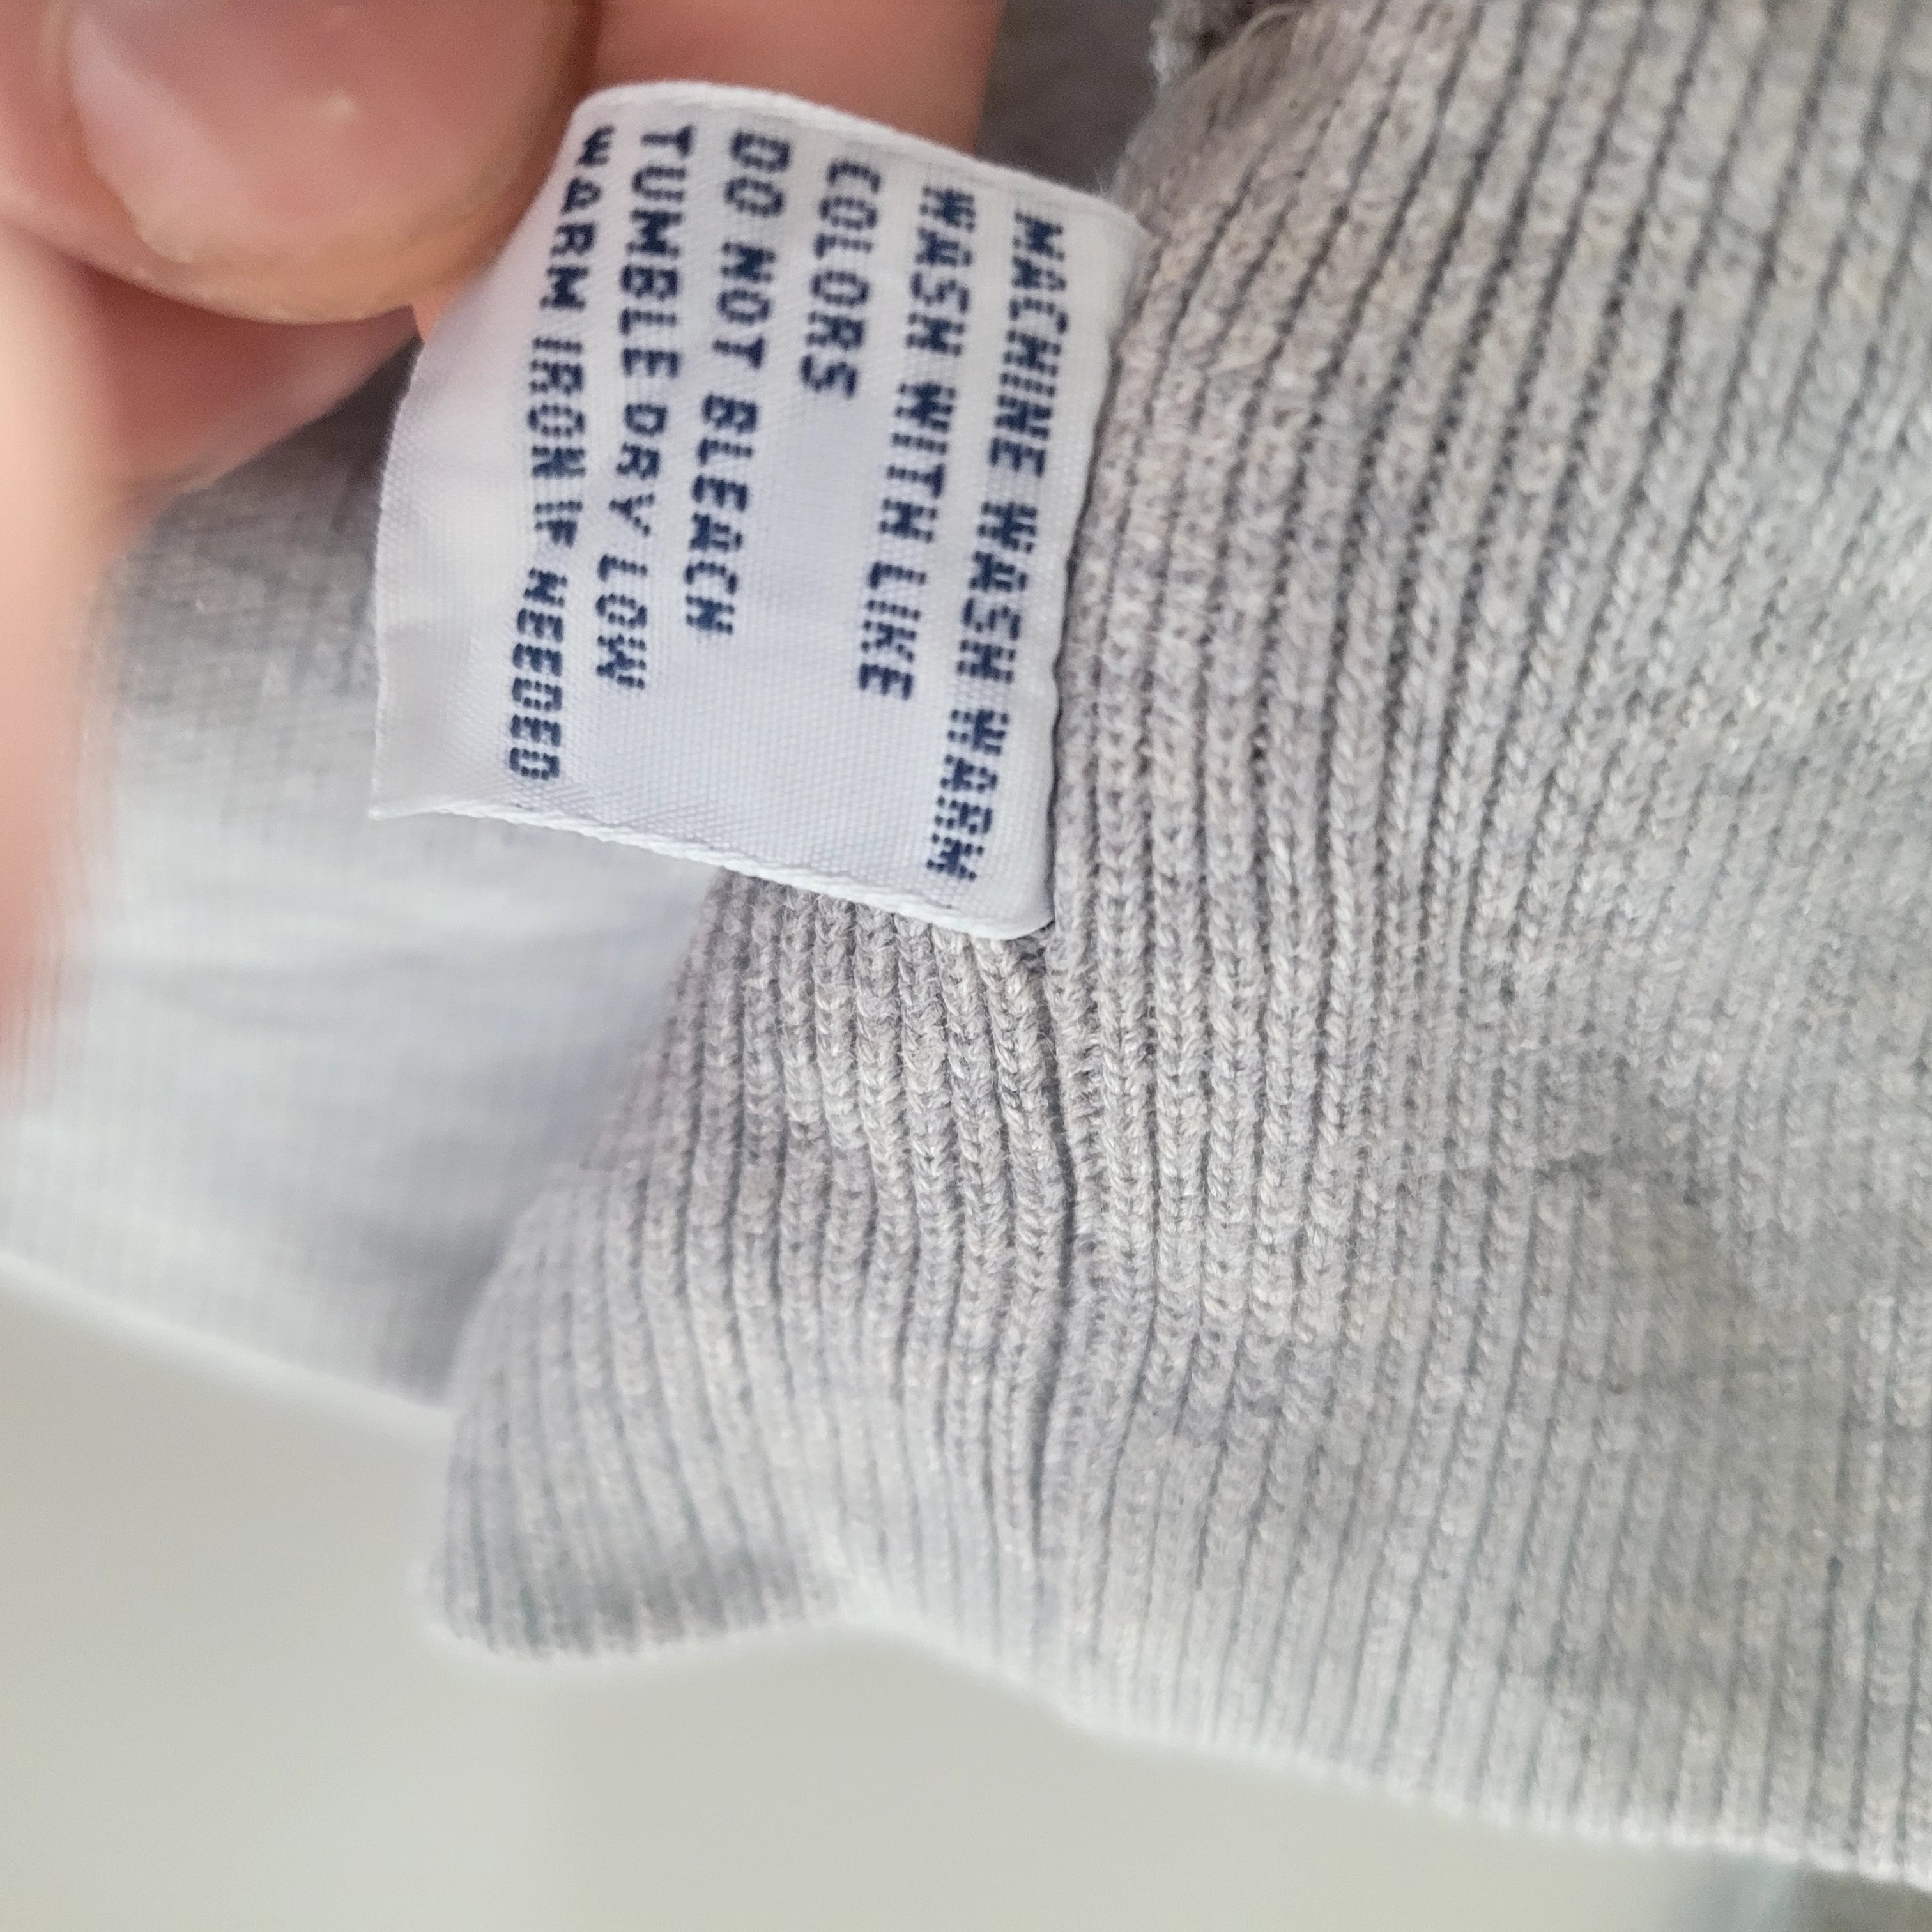 MACHINE WASH WARM
WASH WITH LIKE
COLORS
DO NOT BLEACH
TUMBLE DRY LOW
WARM IRON IF NEEDED